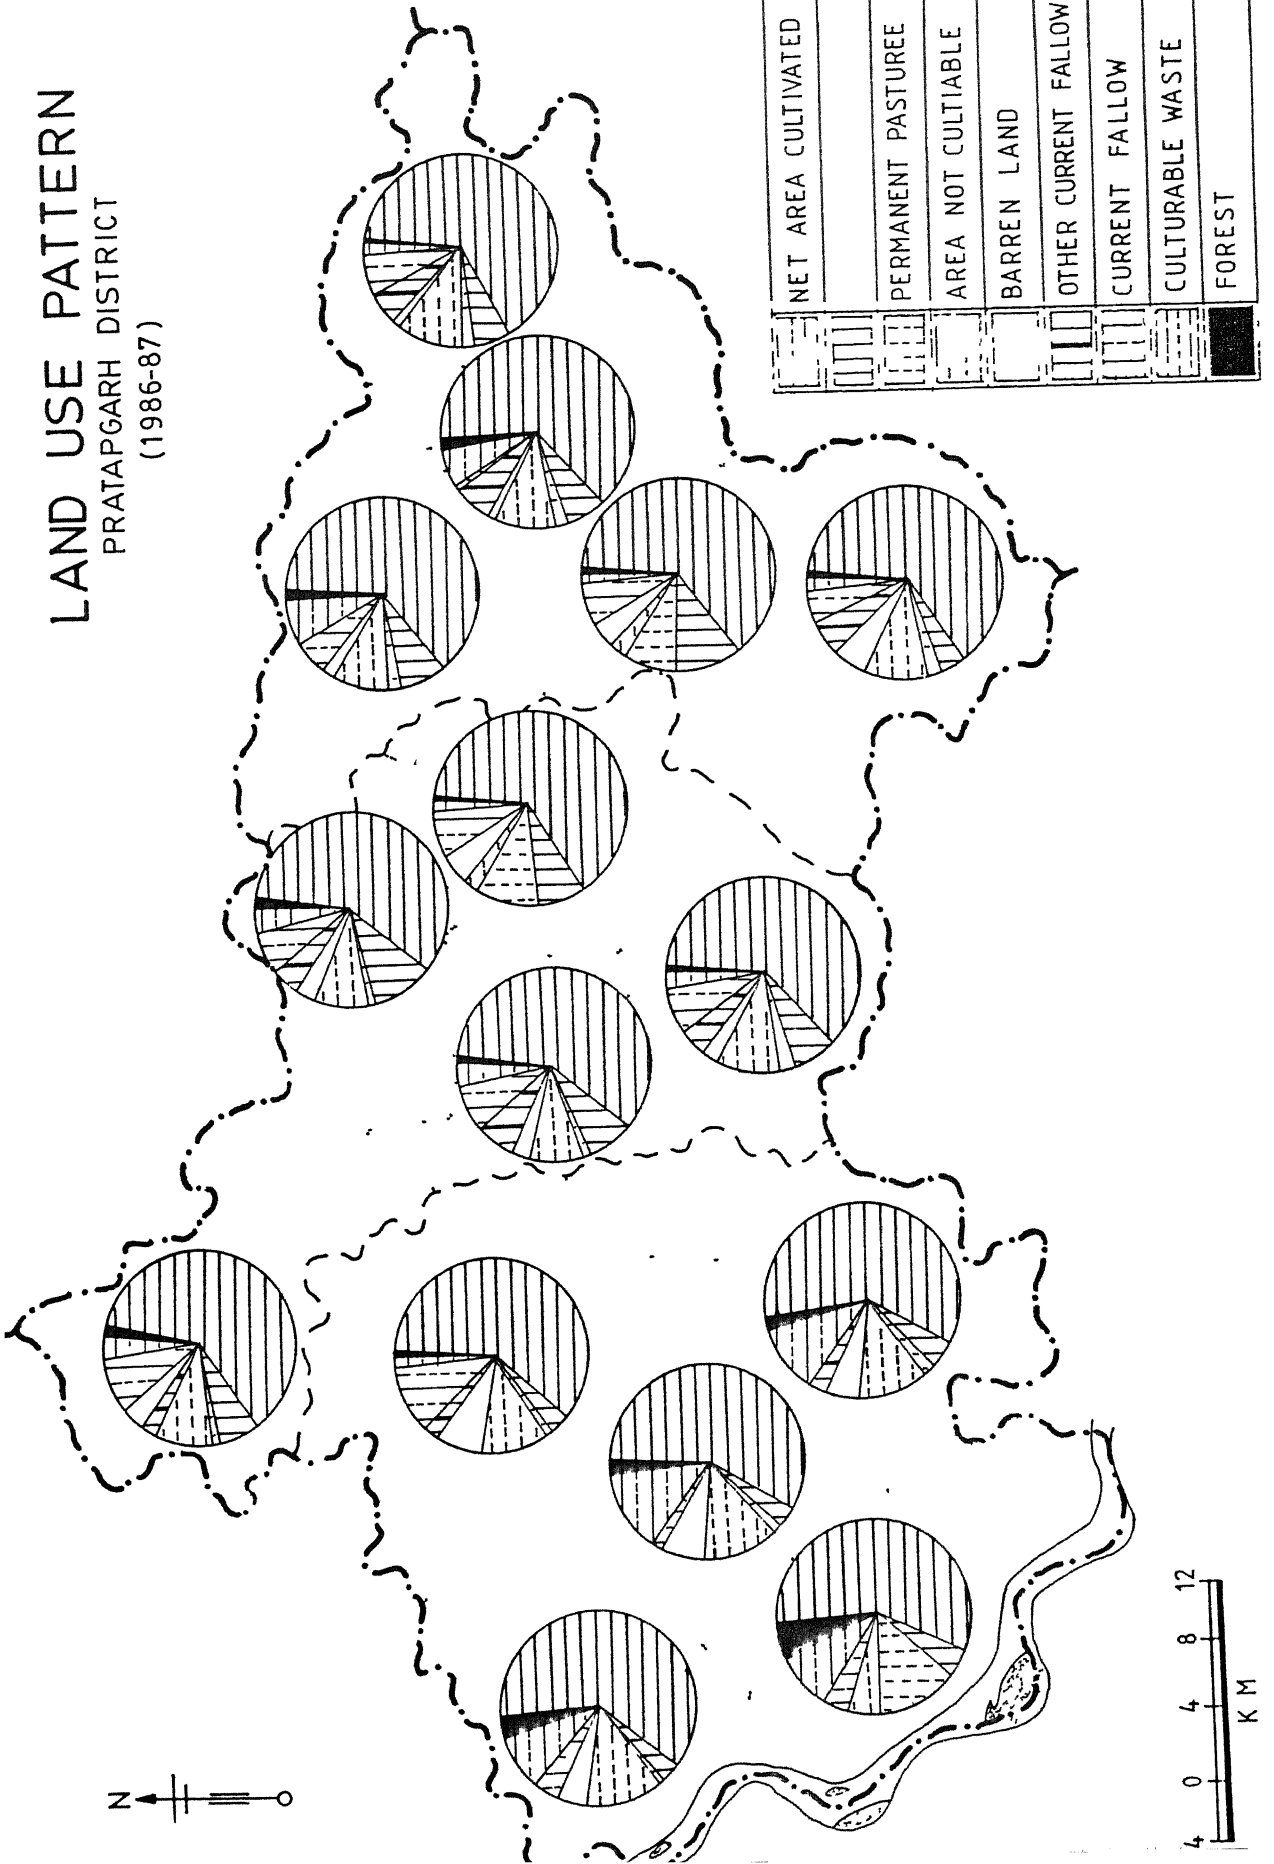 LAND USE PATTERN
PRATAPGARH DISTRICT
(1986-87)
N
NET AREA CULTIVATED
PERMANENT PASTUREE
AREA NOT CULTIABLE
BARREN LAND
OTHER CURRENT FALLOW
CURRENT FALLOW
CULTURABLE WASTE
FOREST
4 0 4 8 12
K M